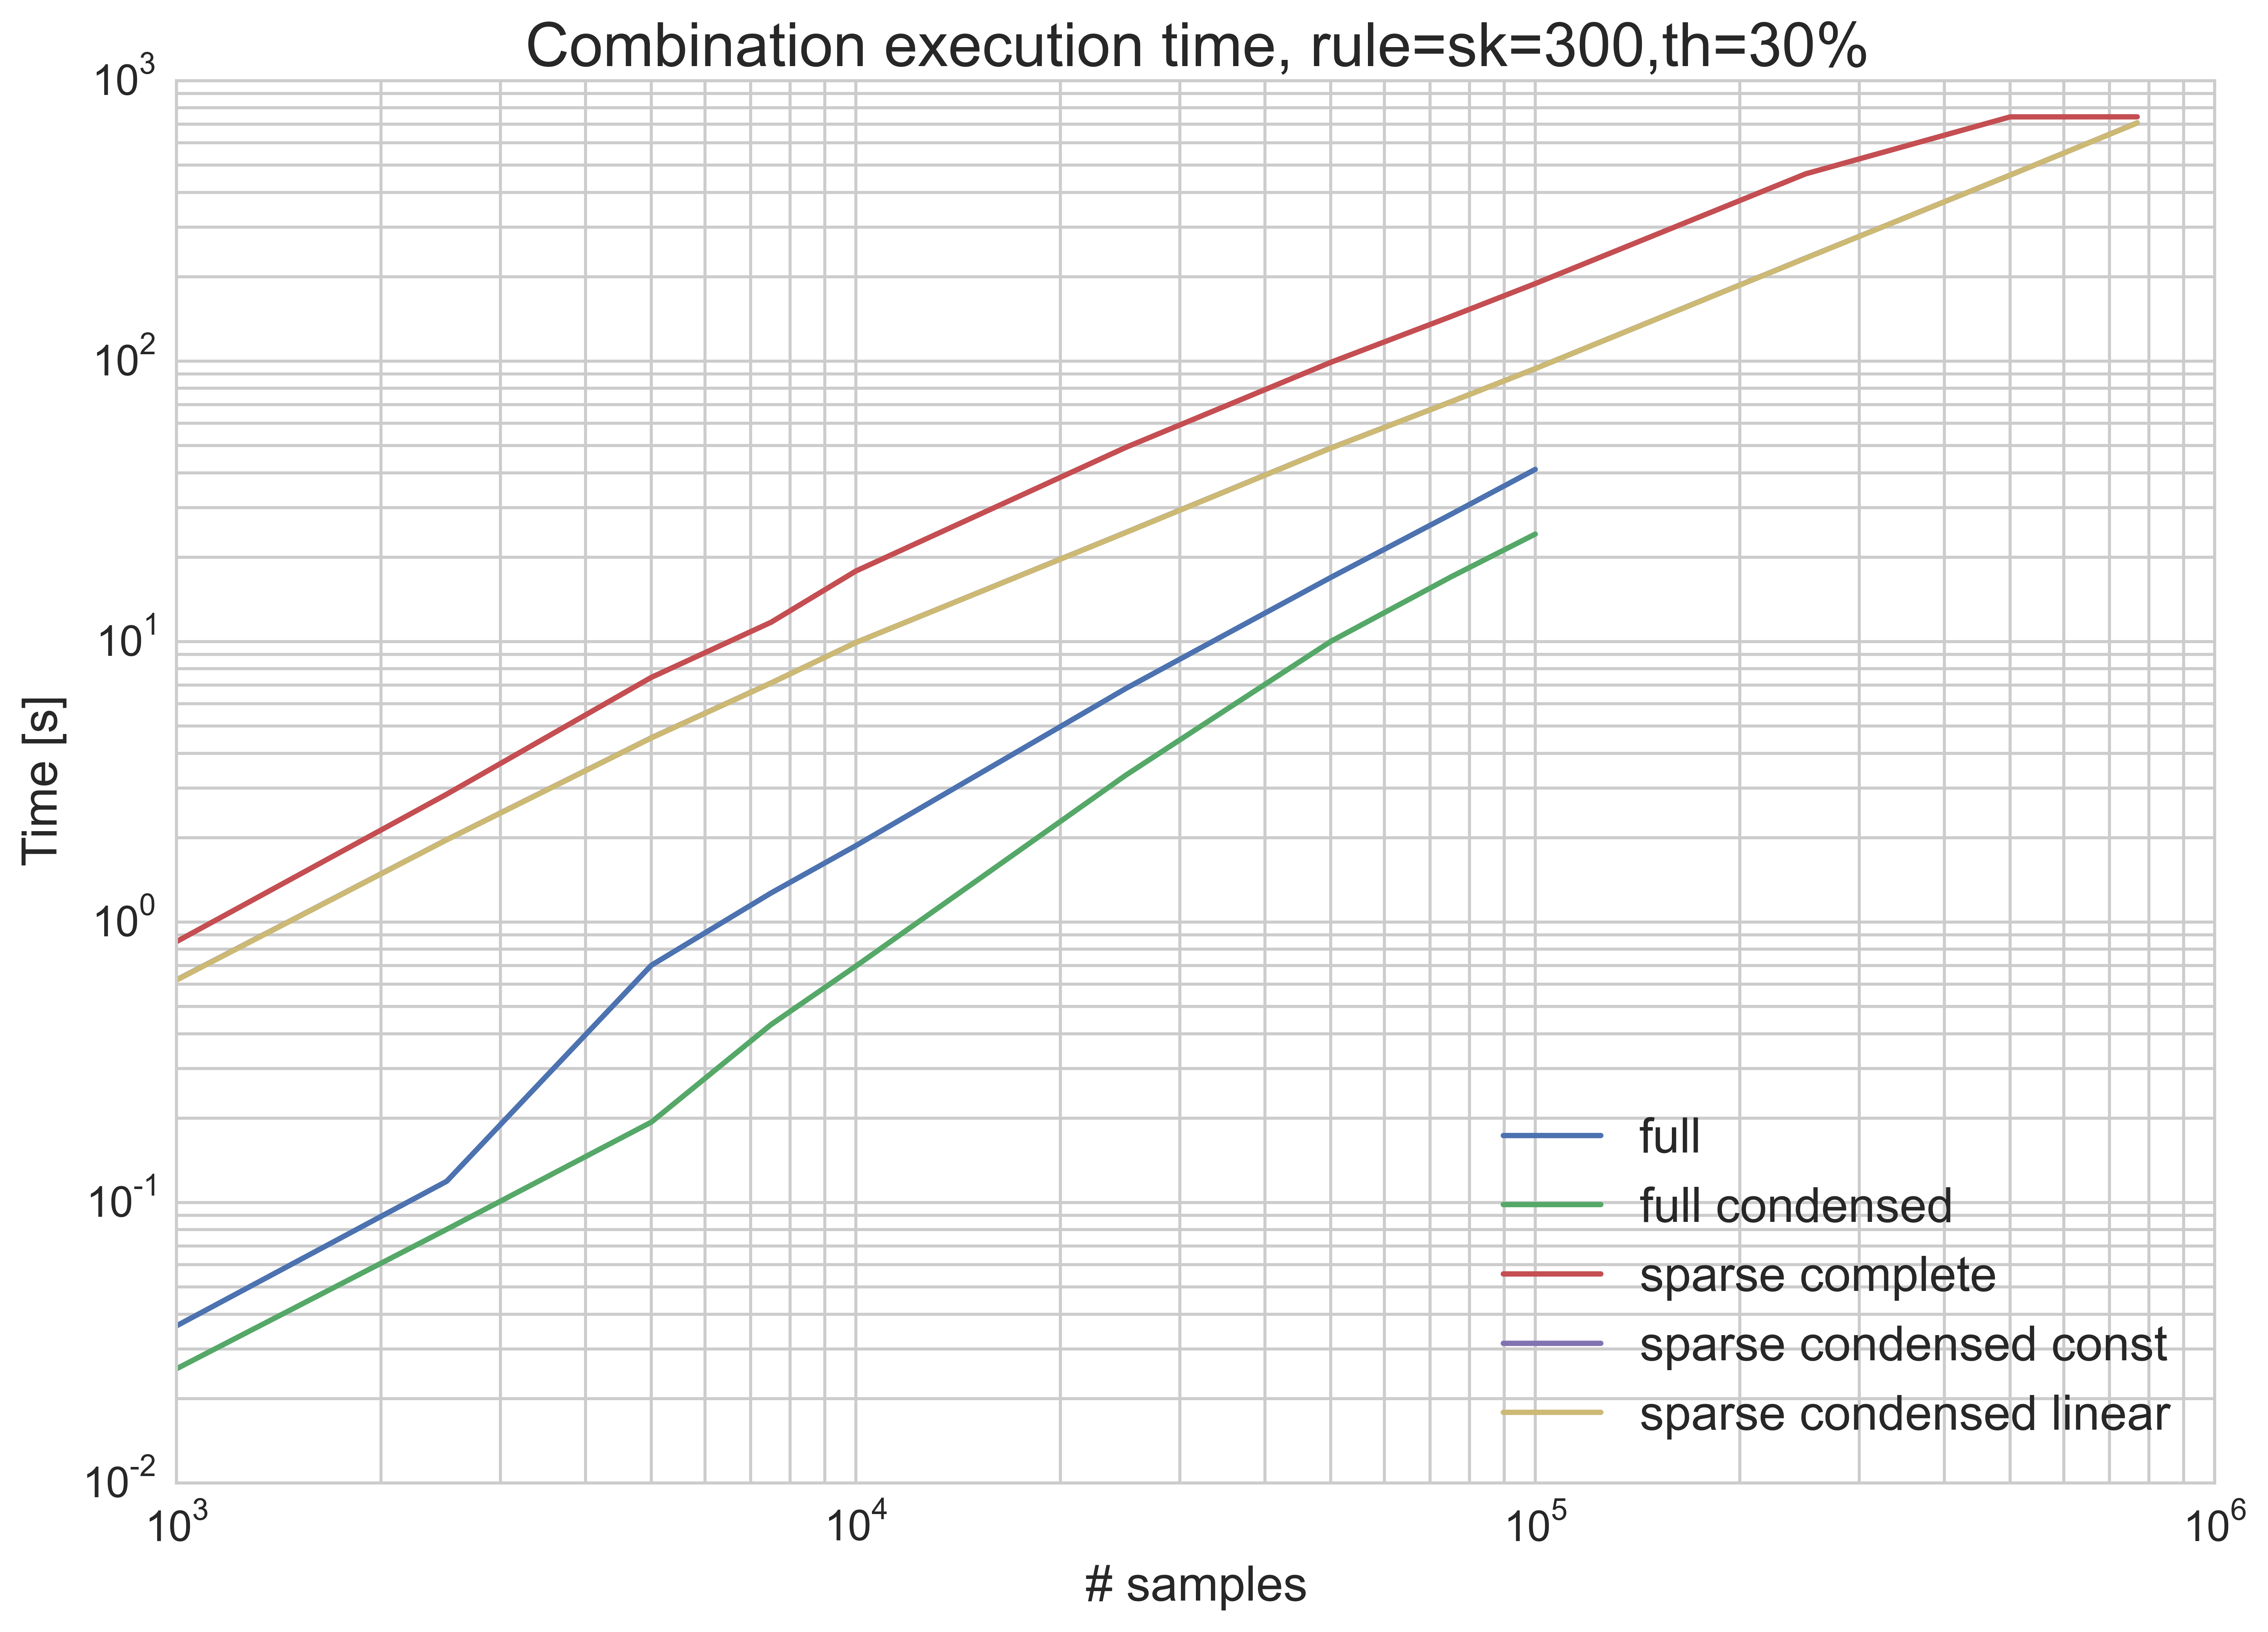 Combination execution time, rule=sk=300,th=30%
10^3
10^2
10^1
10^0
10^-1
10^-2
Time [s]
full
full condensed
sparse complete
sparse condensed const
sparse condensed linear
10^3 10^4 10^5 10^6
# samples